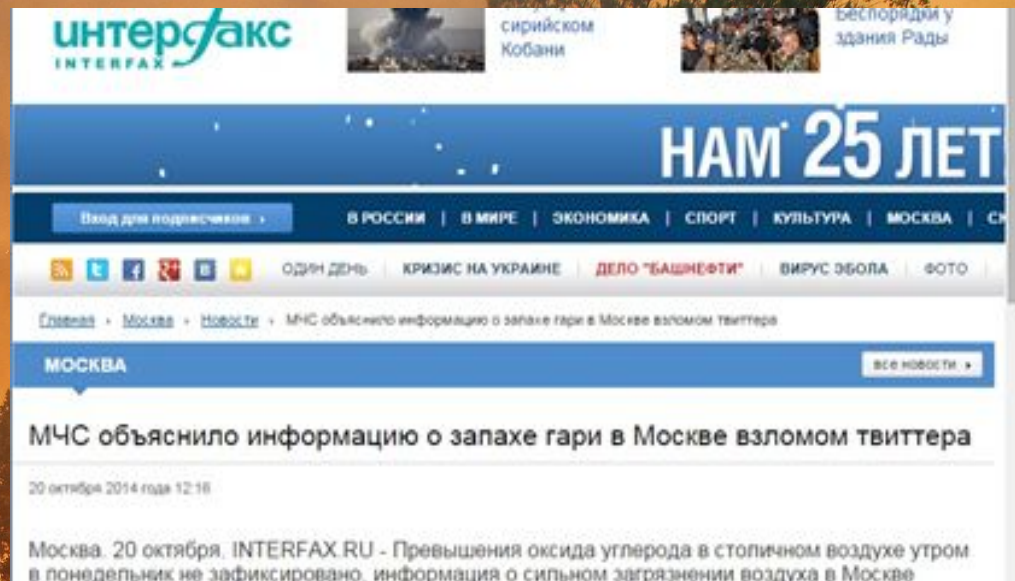 интерфакс
INTERFAX
сирийском
Кобани
Беспорядки у
здания Рады
НАМ 25 ЛЕТ
Вход для подписчиков
В РОССИИ | В МИРЕ | ЭКОНОМИКА | СПОРТ | КУЛЬТУРА | МОСКВА |
ОДИН ДЕНЬ КРИЗИС НА УКРАИНЕ ДЕЛО "БАШНЕФТИ" ВИРУС ЭБОЛА ФОТО
Главная Москва Новости МЧС объяснило информацию о запахе гари в Москве взломом твиттера
МОСКВА
все новости
МЧС объяснило информацию о запахе гари в Москве взломом твиттера
20 октября 2014 года 12:16
Москва. 20 октября. INTERFAX.RU - Превышения оксида углерода в столичном воздухе утром
в понедельник не зафиксировано, информация о сильном загрязнении воздуха в Москве